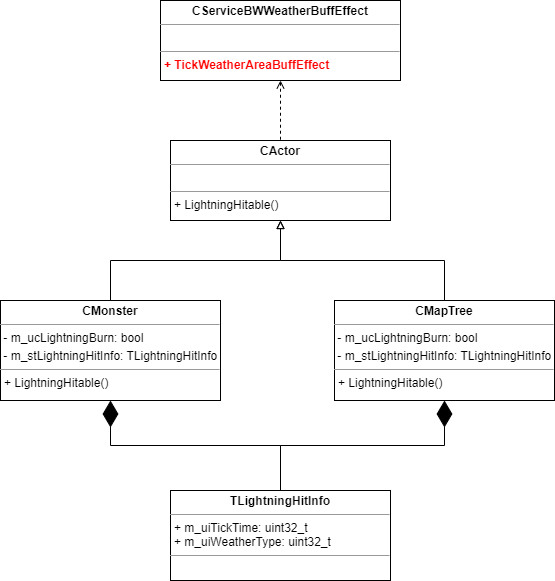 CServiceBWWeatherBuffEffect
+ TickWeatherAreaBuffEffect
CActor
+ LightningHitable()
CMonster
- m_ucLightningBurn: bool
- m_stLightningHitInfo: TLightningHitInfo
+ LightningHitable()
CMapTree
- m_ucLightningBurn: bool
- m_stLightningHitInfo: TLightningHitInfo
+ LightningHitable()
TLightningHitInfo
+ m_uiTickTime: uint32_t
+ m_uiWeatherType: uint32_t